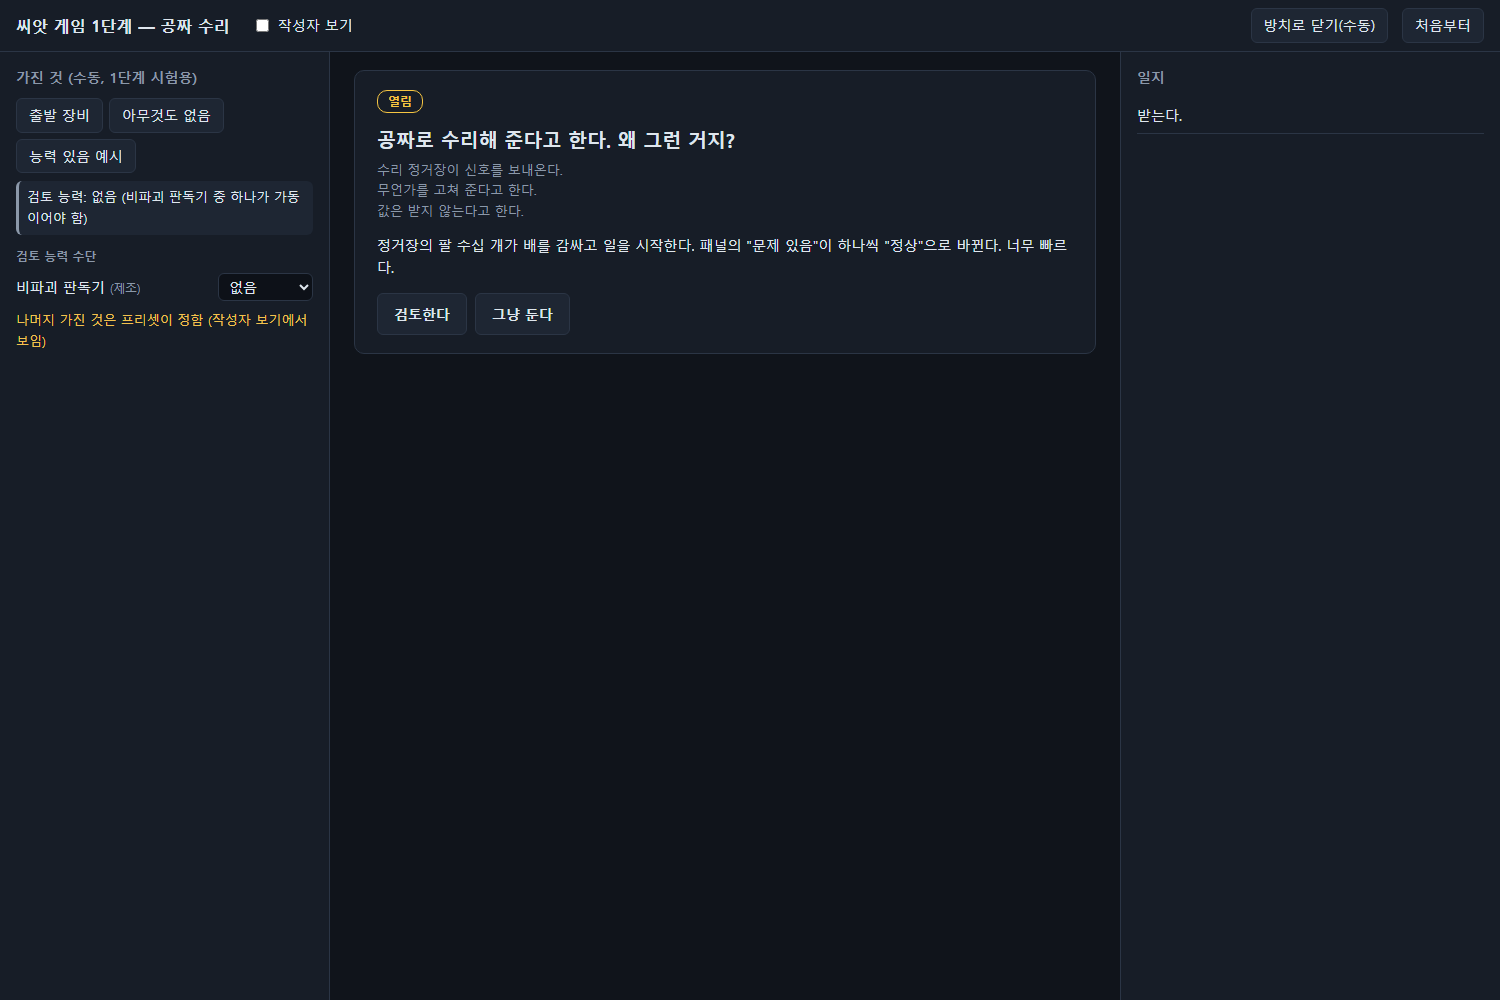 씨앗 게임 1단계 — 공짜 수리
작성자 보기
방치로 닫기(수동)
처음부터
가진 것 (수동, 1단계 시험용)
출발 장비
아무것도 없음
능력 있음 예시
검토 능력: 없음 (비파괴 판독기 중 하나가 가동
이어야 함)
검토 능력 수단
비파괴 판독기 (제조)
없음
나머지 가진 것은 프리셋이 정함 (작성자 보기에서
보임)
열림
공짜로 수리해 준다고 한다. 왜 그런 거지?
수리 정거장이 신호를 보내온다.
무언가를 고쳐 준다고 한다.
값은 받지 않는다고 한다.
정거장의 팔 수십 개가 배를 감싸고 일을 시작한다. 패널의 "문제 있음"이 하나씩 "정상"으로 바뀐다. 너무 빠르
다.
검토한다
그냥 둔다
일지
받는다.